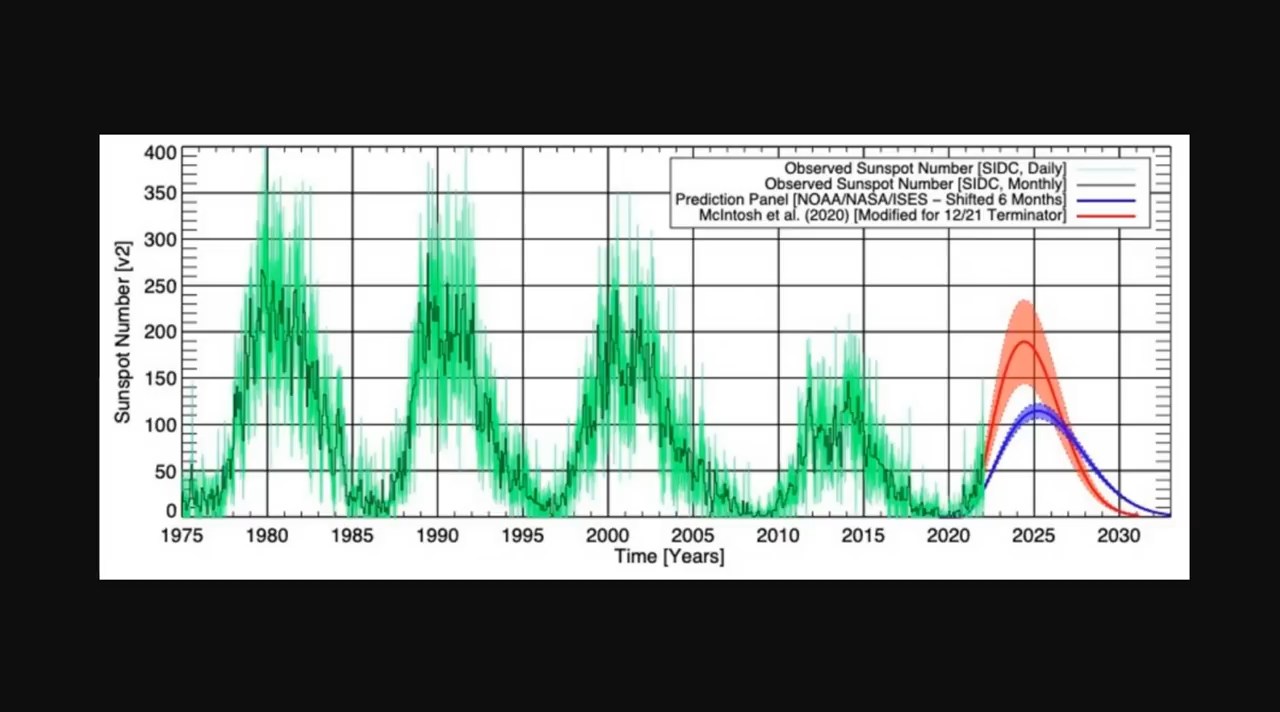 400
350
300
250
200
150
100
50
0
Sunspot Number [v2]
Observed Sunspot Number [SIDC, Daily]
Observed Sunspot Number [SIDC, Monthly]
Prediction Panel [NOAA/NASA/ISES – Shifted 6 Months]
McIntosh et al. (2020) [Modified for 12/21 Terminator]
1975 1980 1985 1990 1995 2000 2005 2010 2015 2020 2025 2030
Time [Years]